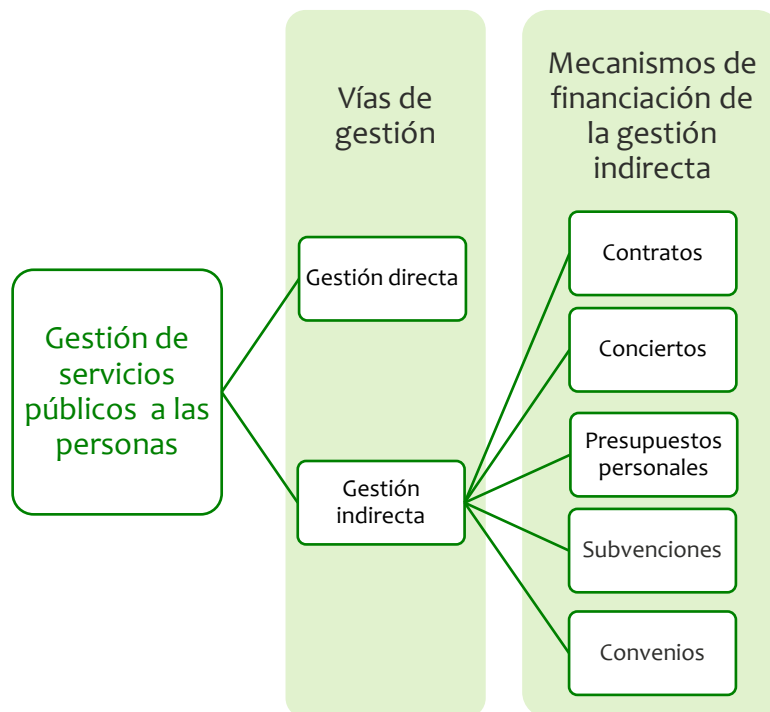 Vías de
gestión
Mecanismos de
financiación de
la gestión
indirecta
Gestión de
servicios
públicos a las
personas
Gestión directa
Gestión
indirecta
Contratos
Conciertos
Presupuestos
personales
Subvenciones
Convenios